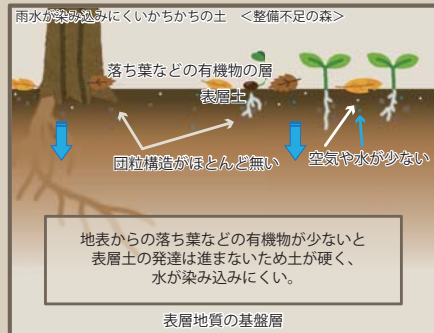 雨水が染み込みにくいかちかちの土　＜整備不足の森＞
落ち葉などの有機物の層
表層土
団粒構造がほとんど無い
空気や水が少ない
地表からの落ち葉などの有機物が少ないと
表層土の発達は進まないため土が硬く、
水が染み込みにくい。
表層地質の基盤層